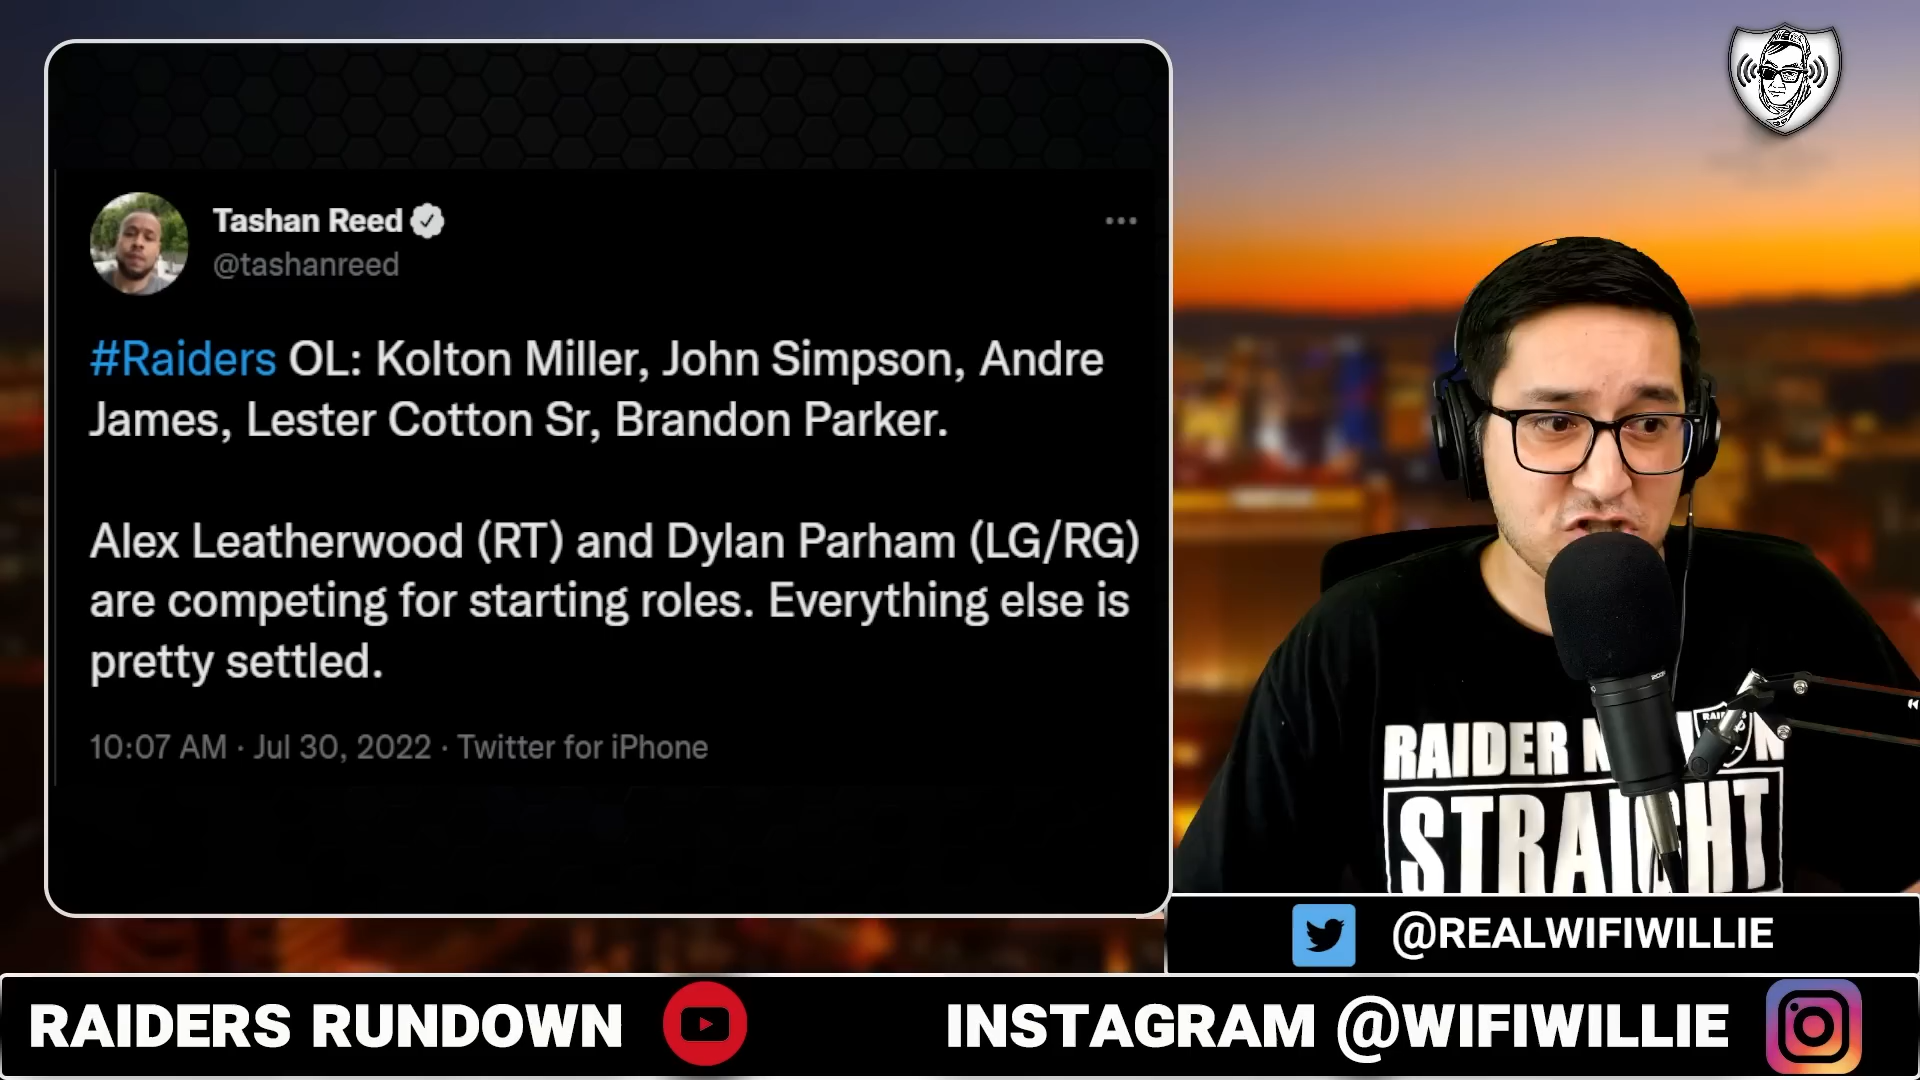 Tashan Reed
@tashanreed
#Raiders OL: Kolton Miller, John Simpson, Andre
James, Lester Cotton Sr, Brandon Parker.
Alex Leatherwood (RT) and Dylan Parham (LG/RG)
are competing for starting roles. Everything else is
pretty settled.
10:07 AM · Jul 30, 2022 · Twitter for iPhone
RAIDER
STRAIGHT
@REALWIFIWILLIE
RAIDERS RUNDOWN
INSTAGRAM @WIFIWILLIE